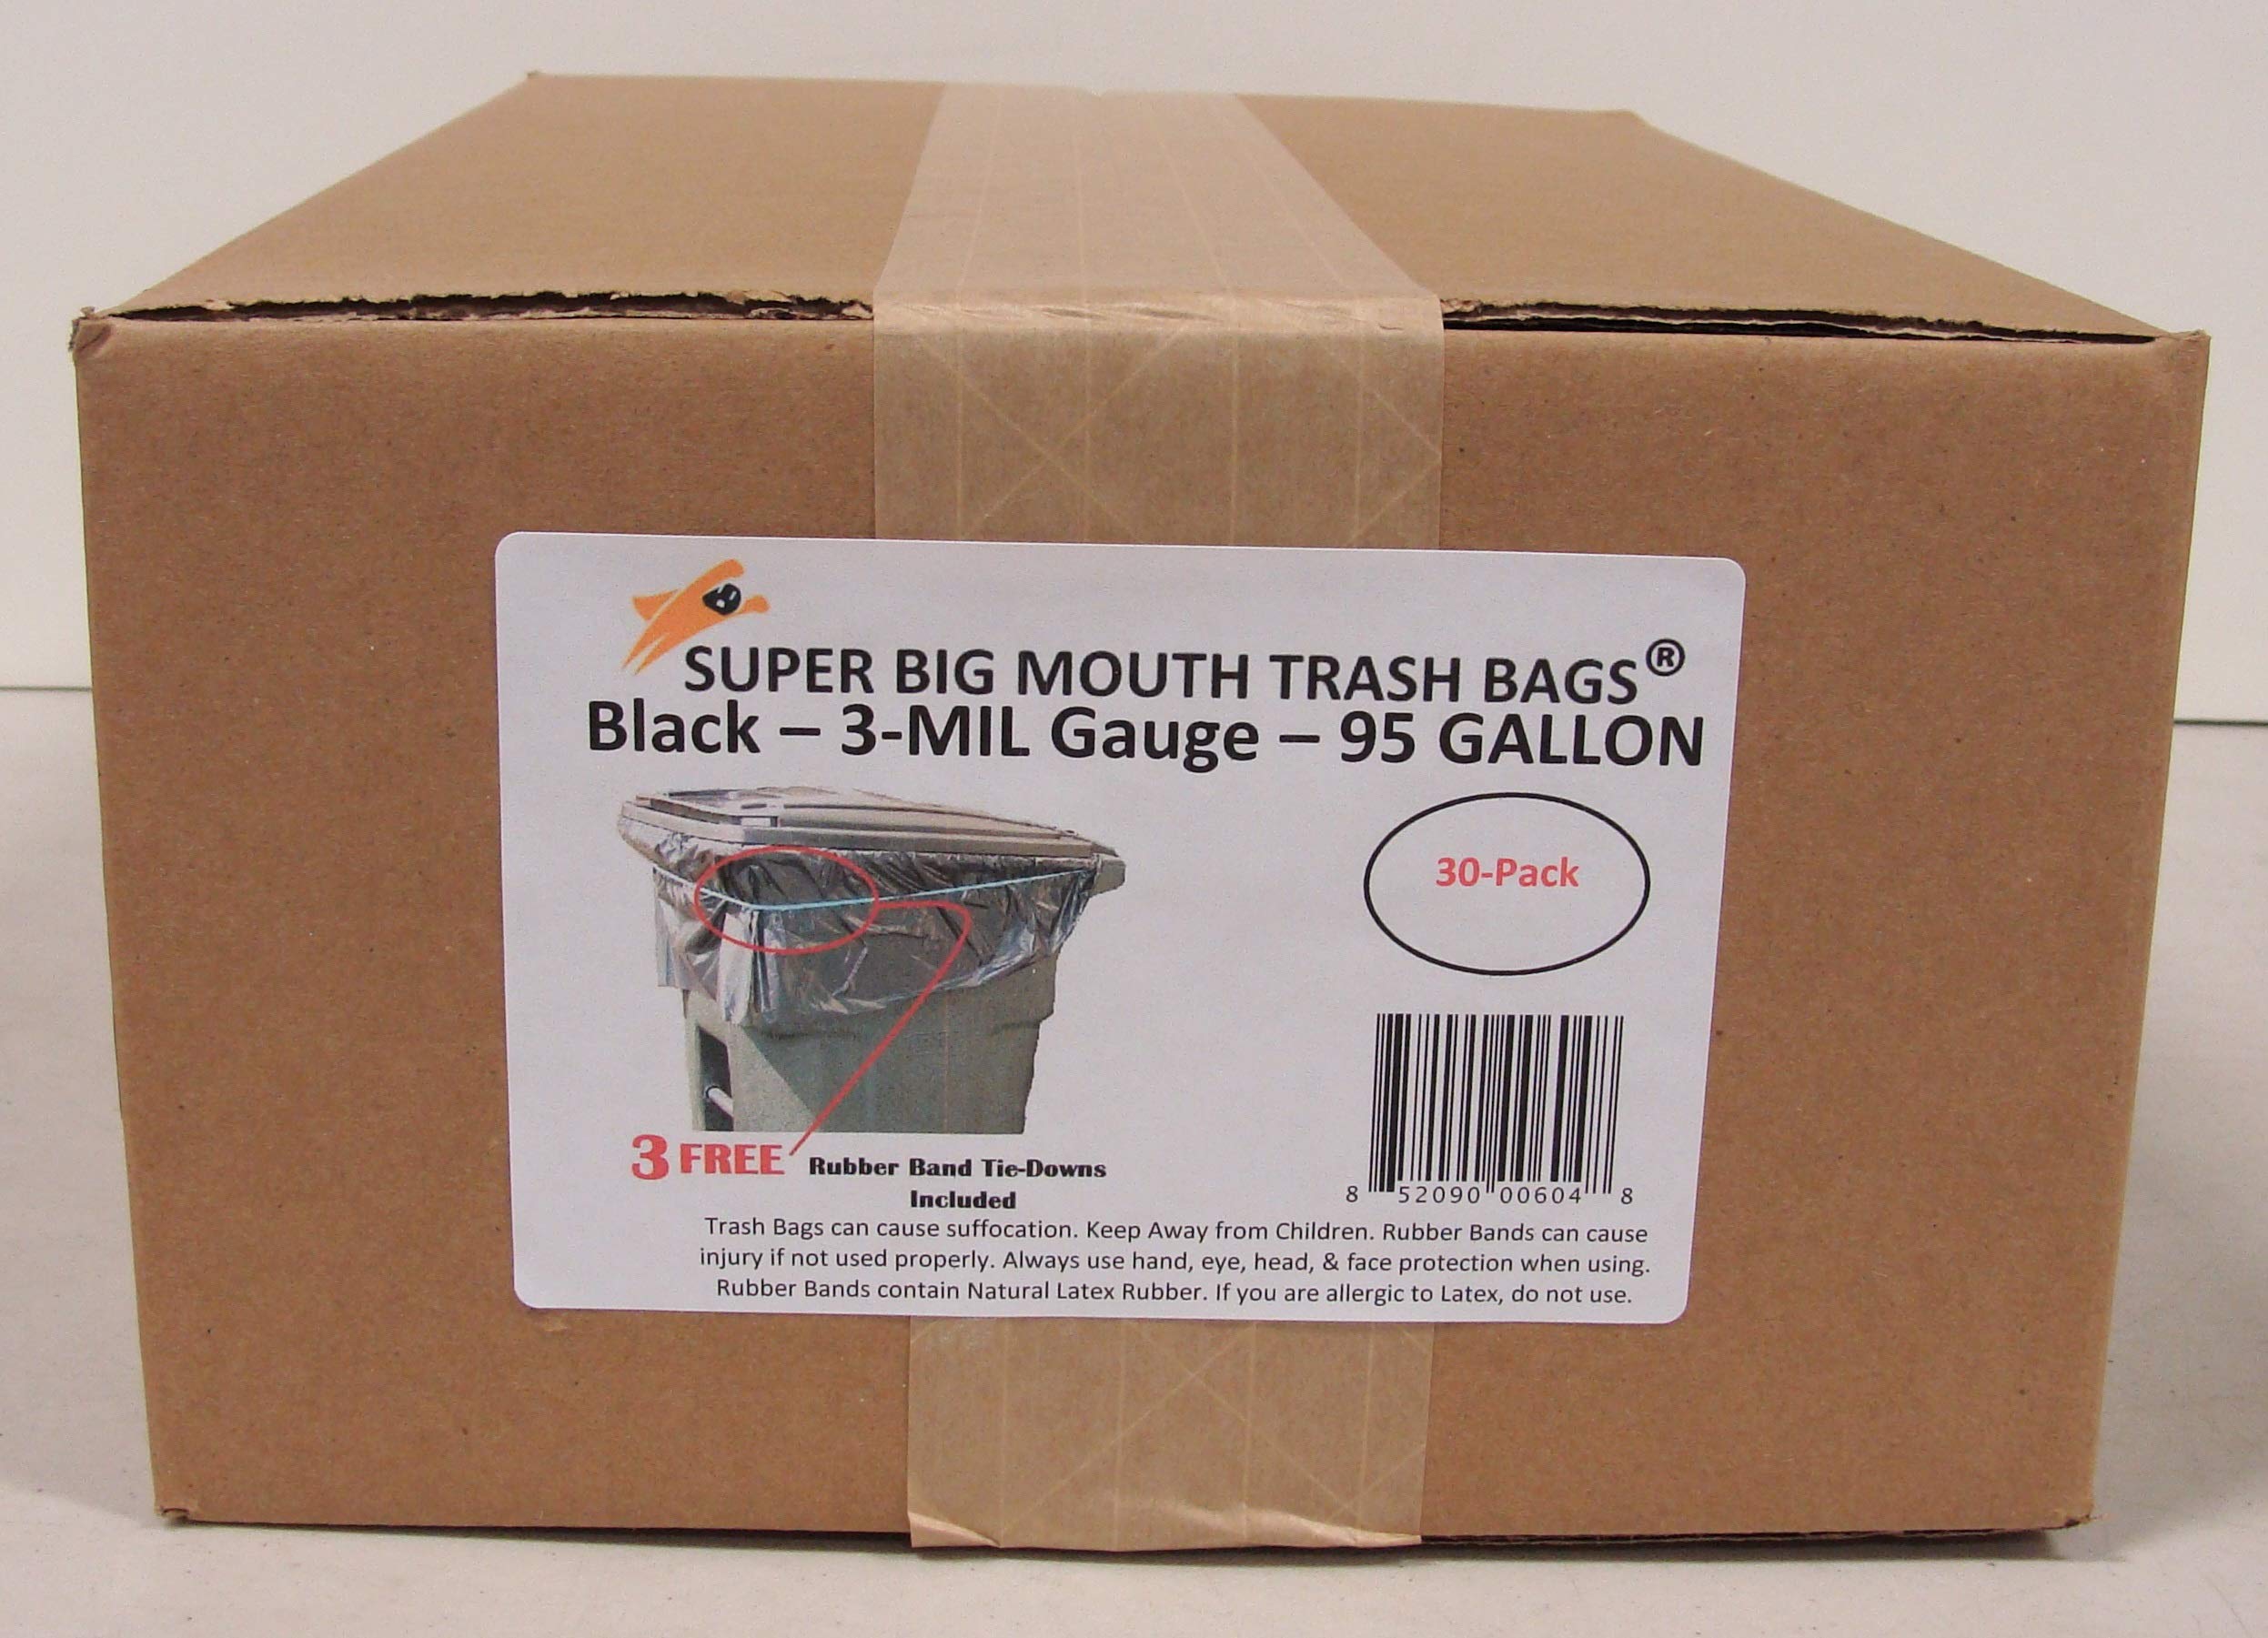 SUPER BIG MOUTH TRASH BAGS®
Black – 3-MIL Gauge – 95 GALLON
30-Pack
3 FREE Rubber Band Tie-Downs
Included
8 52090 00604 8
Trash Bags can cause suffocation. Keep Away from Children. Rubber Bands can cause
injury if not used properly. Always use hand, eye, head, & face protection when using.
Rubber Bands contain Natural Latex Rubber. If you are allergic to Latex, do not use.